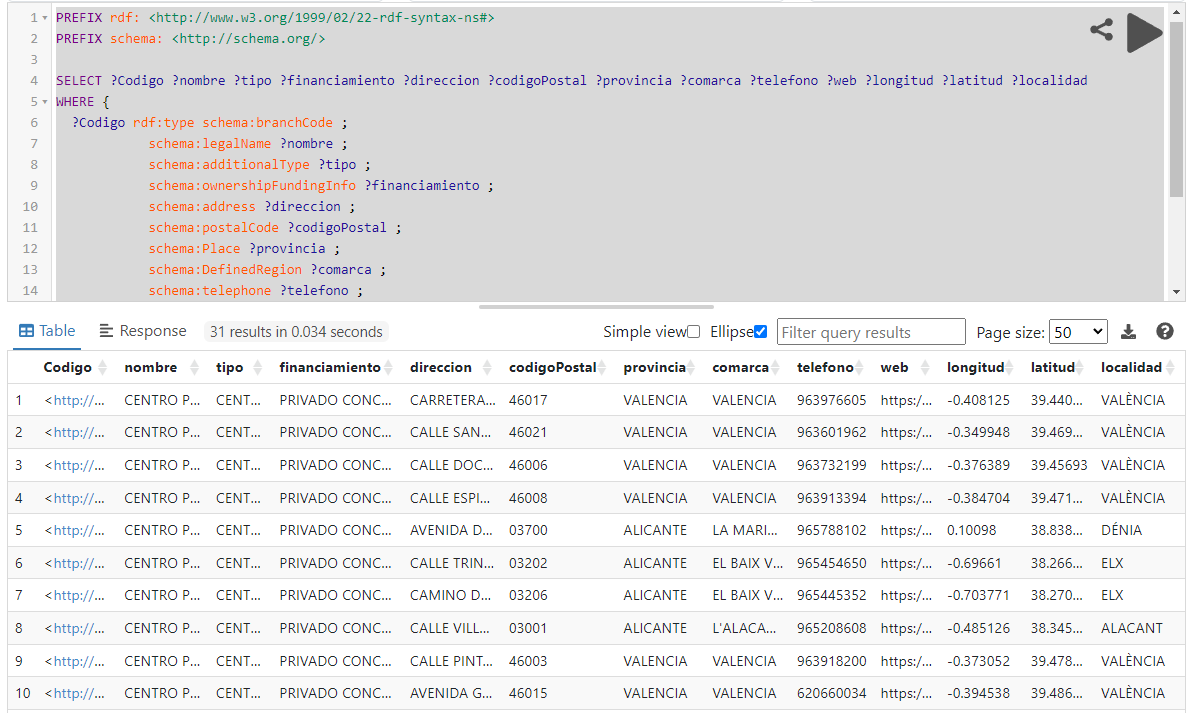 1 PREFIX rdf: <http://www.w3.org/1999/02/22-rdf-syntax-ns#>
2 PREFIX schema: <http://schema.org/>
3
4 SELECT ?Codigo ?nombre ?tipo ?financiamiento ?direccion ?codigoPostal ?provincia ?comarca ?telefono ?web ?longitud ?latitud ?localidad
5 WHERE {
6 ?Codigo rdf:type schema:branchCode ;
7 schema:legalName ?nombre ;
8 schema:additionalType ?tipo ;
9 schema:ownershipFundingInfo ?financiamiento ;
10 schema:address ?direccion ;
11 schema:postalCode ?codigoPostal ;
12 schema:Place ?provincia ;
13 schema:DefinedRegion ?comarca ;
14 schema:telephone ?telefono ;
Table Response 31 results in 0.034 seconds Simple view Ellipse Filter query results Page size: 50
Codigo nombre tipo financiamiento direccion codigoPostal provincia comarca telefono web longitud latitud localidad
1 <http://... CENTRO P... CENT... PRIVADO CONC... CARRETERA... 46017 VALENCIA VALENCIA 963976605 https:/... -0.408125 39.440... VALÈNCIA
2 <http://... CENTRO P... CENT... PRIVADO CONC... CALLE SAN... 46021 VALENCIA VALENCIA 963601962 https:/... -0.349948 39.469... VALÈNCIA
3 <http://... CENTRO P... CENT... PRIVADO CONC... CALLE DOC... 46006 VALENCIA VALENCIA 963732199 https:/... -0.376389 39.45693 VALÈNCIA
4 <http://... CENTRO P... CENT... PRIVADO CONC... CALLE ESPI... 46008 VALENCIA VALENCIA 963913394 https:/... -0.384704 39.471... VALÈNCIA
5 <http://... CENTRO P... CENT... PRIVADO CONC... AVENIDA D... 03700 ALICANTE LA MARI... 965788102 https:/... 0.10098 38.838... DÉNIA
6 <http://... CENTRO P... CENT... PRIVADO CONC... CALLE TRIN... 03202 ALICANTE EL BAIX V... 965454650 https:/... -0.69661 38.266... ELX
7 <http://... CENTRO P... CENT... PRIVADO CONC... CAMINO D... 03206 ALICANTE EL BAIX V... 965445352 https:/... -0.703771 38.270... ELX
8 <http://... CENTRO P... CENT... PRIVADO CONC... CALLE VILL... 03001 ALICANTE L'ALACA... 965208608 https:/... -0.485126 38.345... ALACANT
9 <http://... CENTRO P... CENT... PRIVADO CONC... CALLE PINT... 46003 VALENCIA VALENCIA 963918200 https:/... -0.373052 39.478... VALÈNCIA
10 <http://... CENTRO P... CENT... PRIVADO CONC... AVENIDA G... 46015 VALENCIA VALENCIA 620660034 https:/... -0.394538 39.486... VALÈNCIA